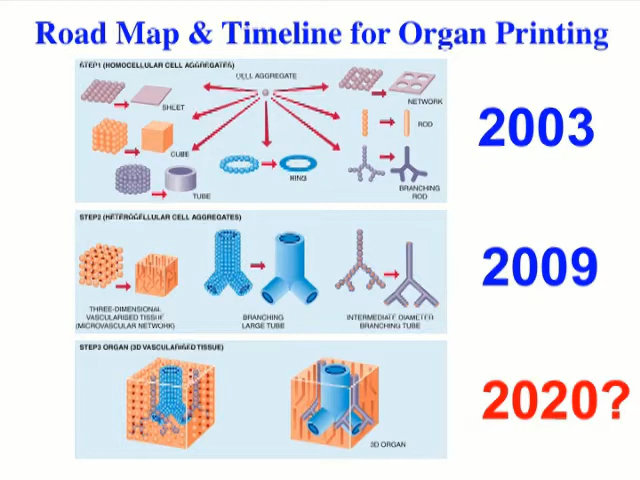 Road Map & Timeline for Organ Printing
STEP1 (HOMOCELLULAR CELL AGGREGATES)
CELL AGGREGATE
SHEET
NETWORK
CUBE
ROD
RING
TUBE
BRANCHING
ROD
2003
STEP2 (HETEROCELLULAR CELL AGGREGATES)
THREE-DIMENSIONAL
VASCULARISED TISSUE
(MICROVASCULAR NETWORK)
BRANCHING
LARGE TUBE
INTERMEDIATE DIAMETER
BRANCHING TUBE
2009
STEP3 ORGAN (3D VASCULARISED TISSUE)
3D ORGAN
2020?